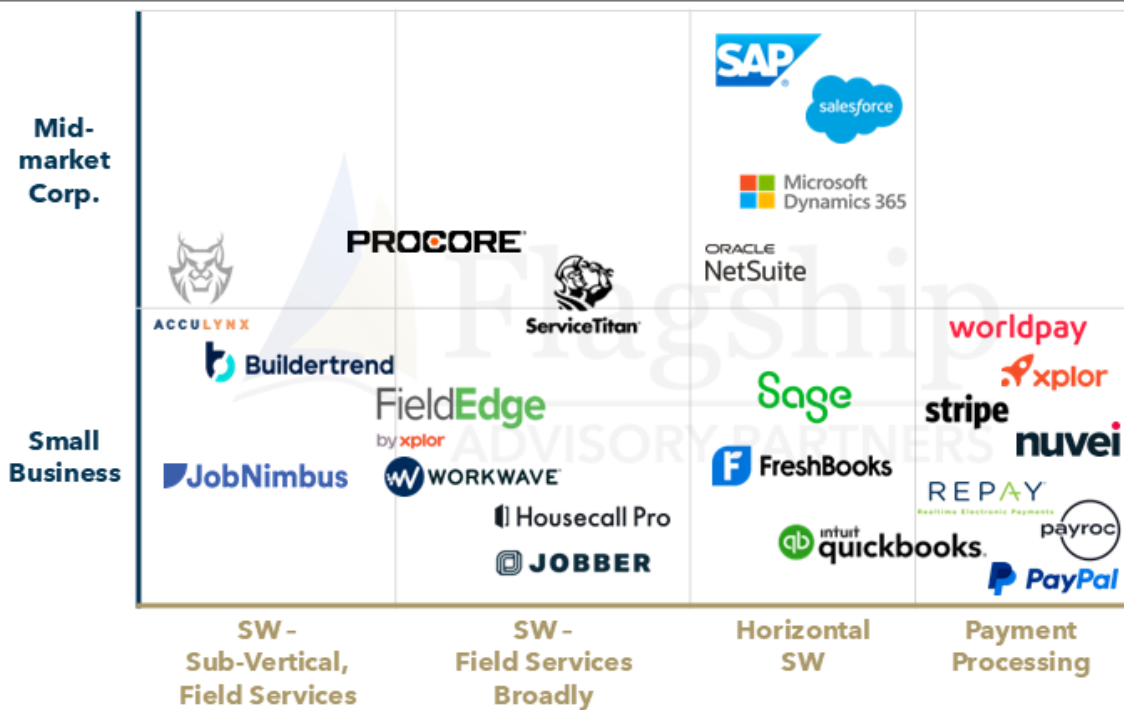 Mid-
market
Corp.
SAP
salesforce
Microsoft
Dynamics 365
PROCORE
ORACLE
NetSuite
ServiceTitan
ACCULYNX
Buildertrend
FieldEdge
by xplor
JobNimbus
WORKWAVE
Housecall Pro
JOBBER
Small
Business
Sage
FreshBooks
qb
intuit
quickbooks.
worldpay
xplor
stripe
nuvei
REPAY
Realtime Electronic Payments
payroc
PayPal
Flagship
ADVISORY PARTNERS
SW –
Sub-Vertical,
Field Services
SW –
Field Services
Broadly
Horizontal
SW
Payment
Processing